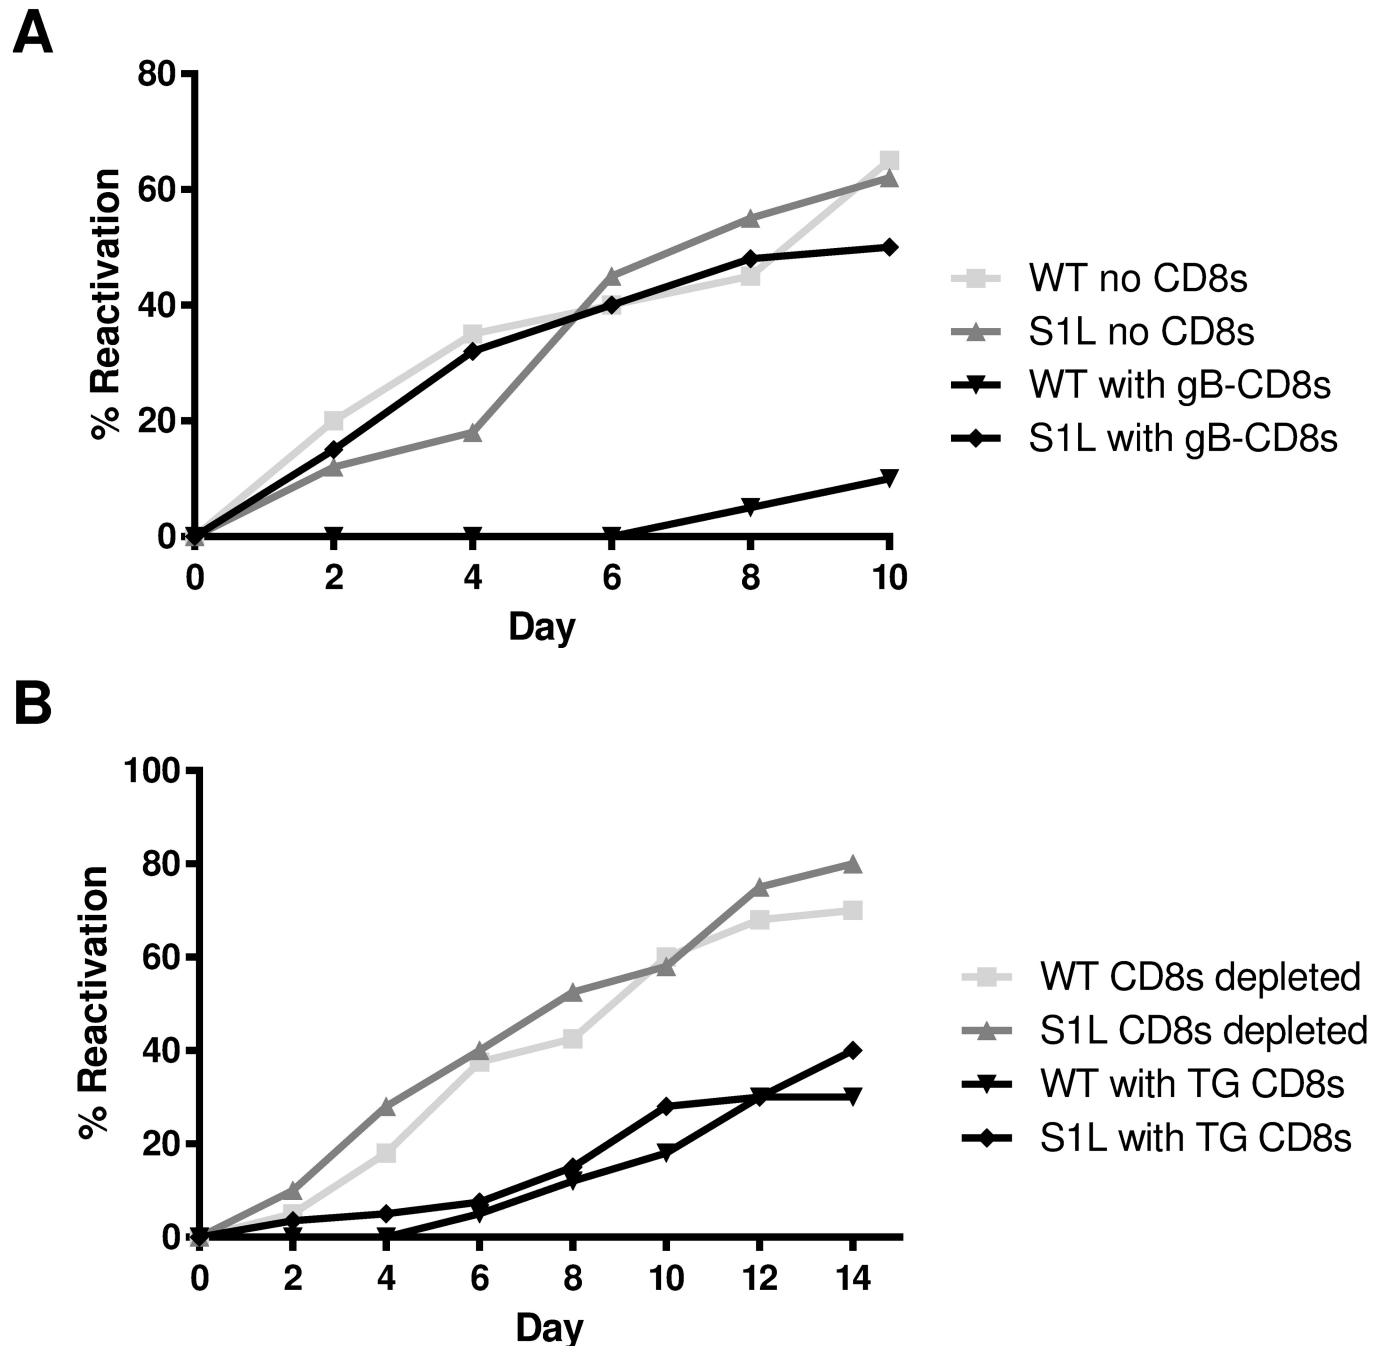 A
80
60
40
20
0
% Reactivation
0 2 4 6 8 10
Day
WT no CD8s
S1L no CD8s
WT with gB-CD8s
S1L with gB-CD8s
B
100
80
60
40
20
0
% Reactivation
0 2 4 6 8 10 12 14
Day
WT CD8s depleted
S1L CD8s depleted
WT with TG CD8s
S1L with TG CD8s